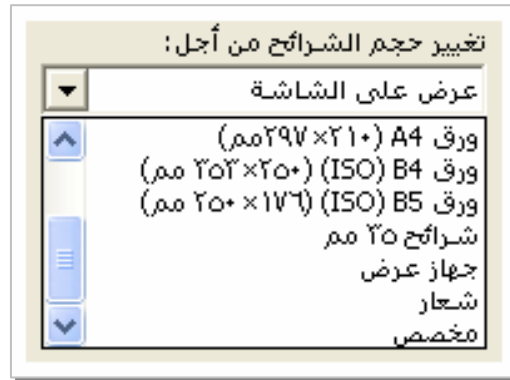 تغيير حجم الشرائح من أجل:
عرض على الشاشة
ورق A4 (٢١٠×٢٩٧مم)
ورق B4 (ISO) (٢٥٠×٣٥٣ مم)
ورق B5 (ISO) (١٧٦×٢٥٠ مم)
شرائح ٣٥ مم
جهاز عرض
شعار
مخصص